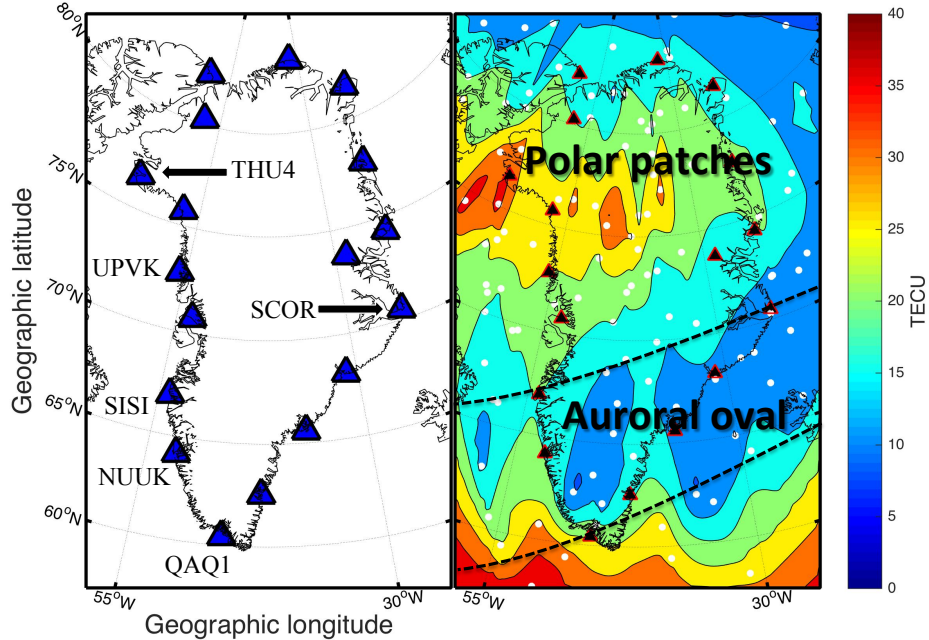 80°N
75°N
70°N
65°N
60°N
Geographic latitude
THU4
UPVK
SCOR
SISI
NUUK
QAQ1
55°W
30°W
Geographic longitude
Polar patches
Auroral oval
55°W
30°W
40
35
30
25
20
15
10
5
0
TECU